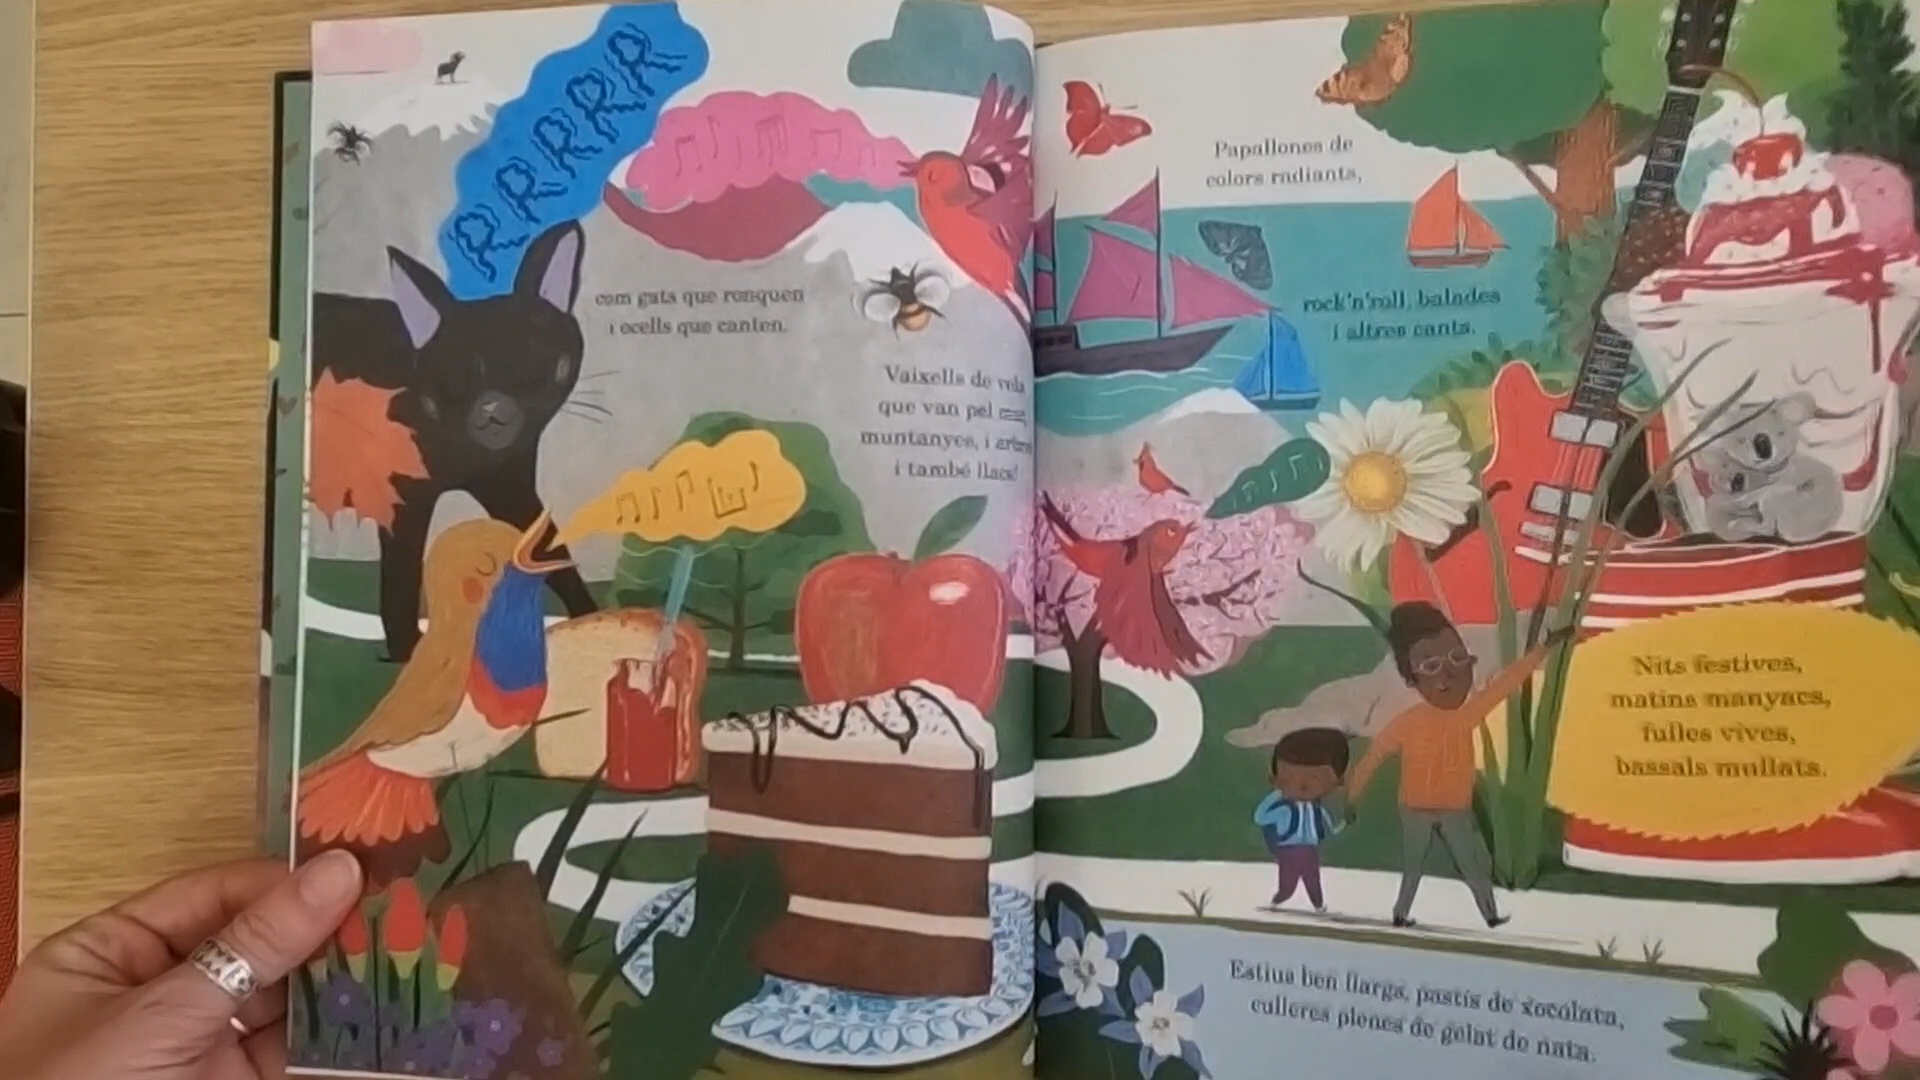 RRRRR
com gats que ronquen
i ocells que canten.
Vaixells de vela
que van pel
muntanyes, i arbres
i també llacs!
Papallones de
colors radiants,
rock'n'roll, balades
i altres cants.
Nits festives,
matins manyacs,
fulles vives,
bassals mullats.
Estius ben llargs, pastís de xocolata,
culleres plenes de gelat de nata.